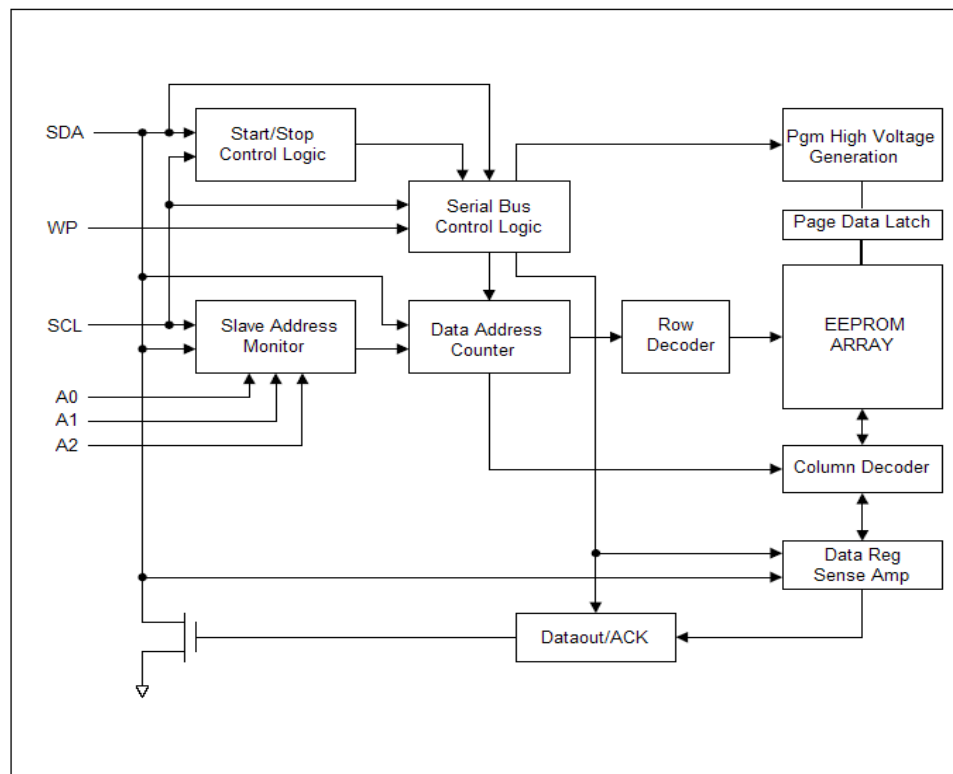 SDA
Start/Stop
Control Logic
Pgm High Voltage
Generation
WP
Serial Bus
Control Logic
Page Data Latch
SCL
Slave Address
Monitor
Data Address
Counter
Row
Decoder
EEPROM
ARRAY
A0
A1
A2
Column Decoder
Data Reg
Sense Amp
Dataout/ACK